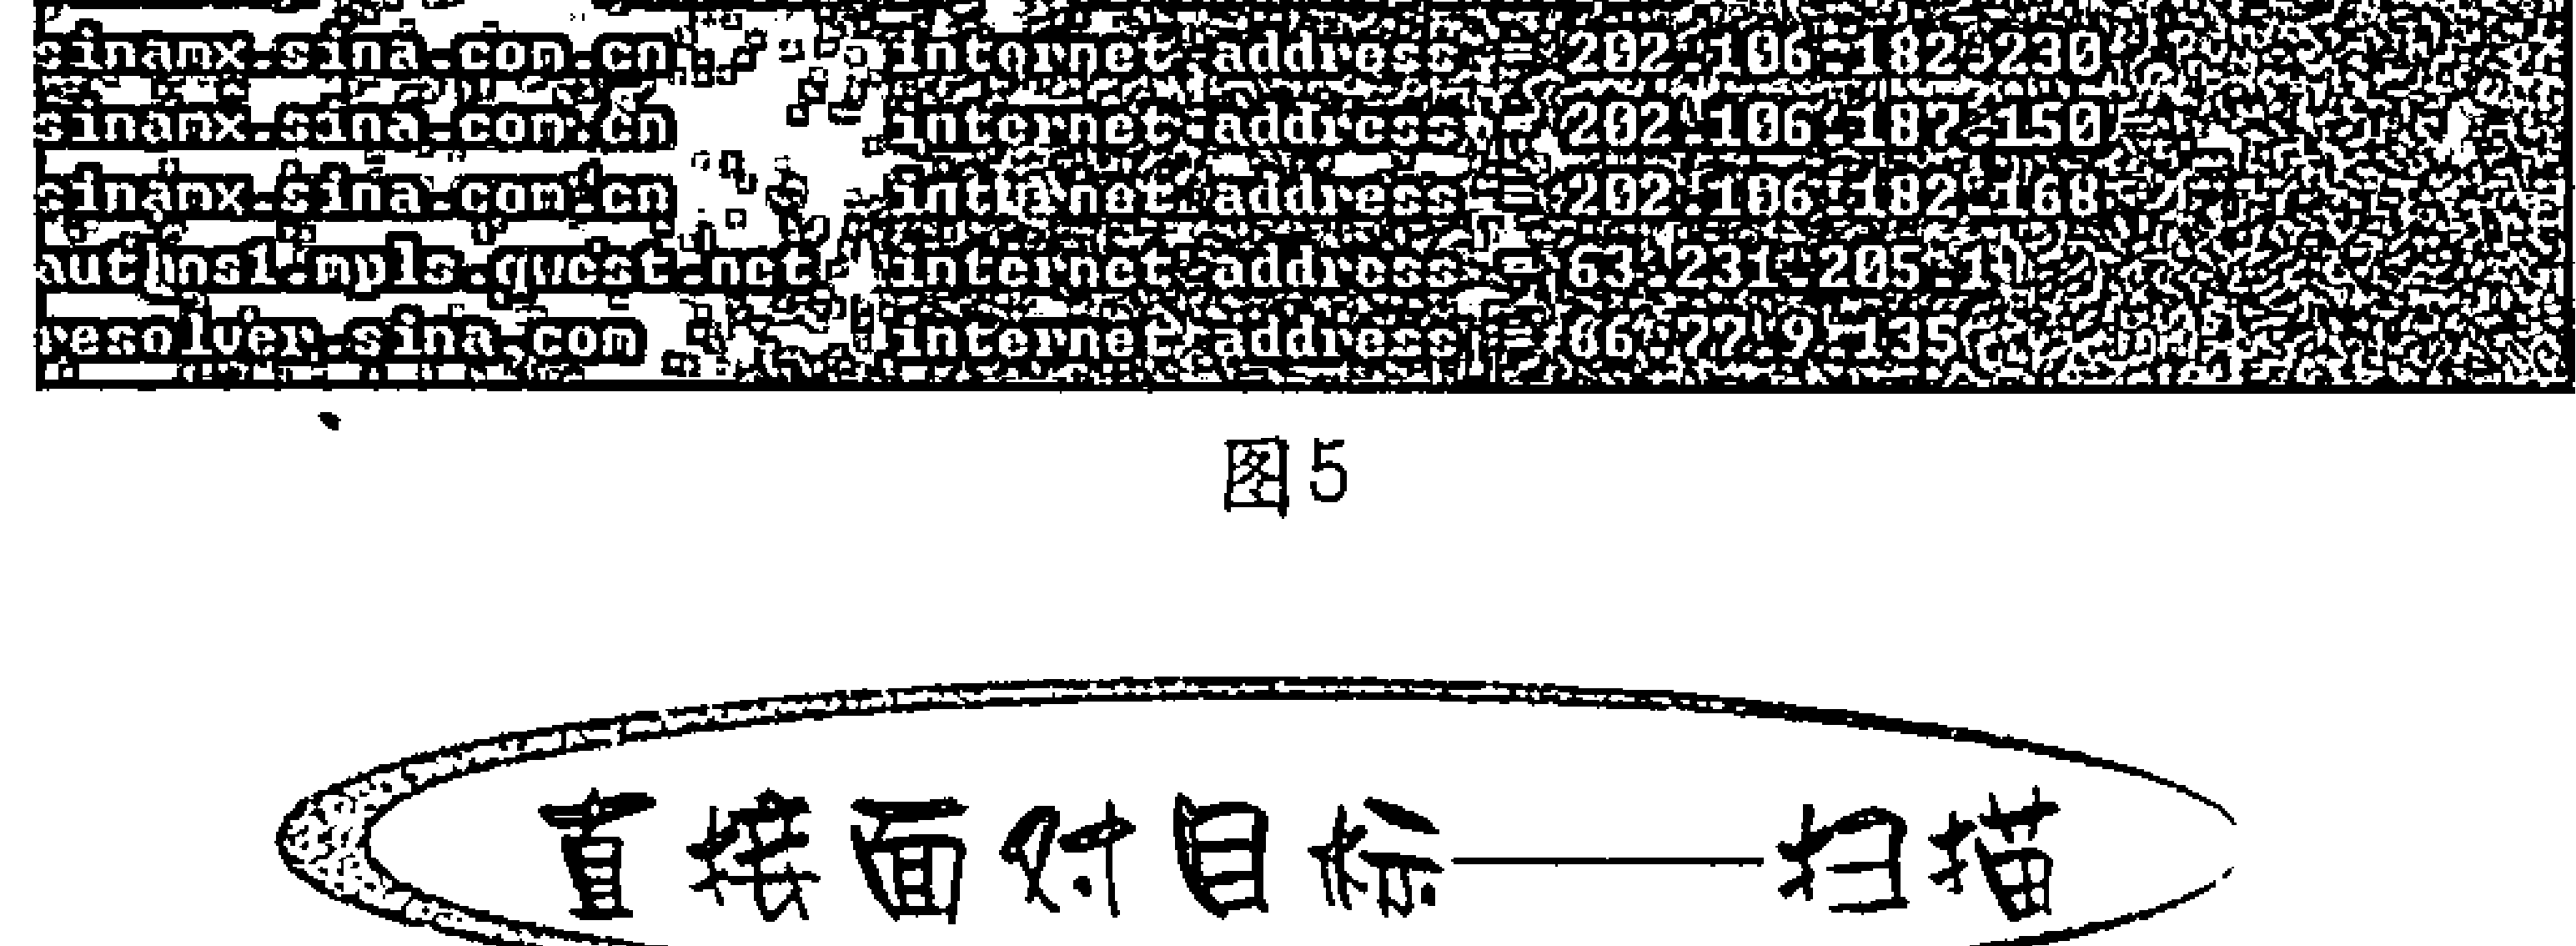 sinamx.sina.com.cn internet address = 202.106.182.230
sinamx.sina.com.cn internet address = 202.106.187.150
sinamx.sina.com.cn internet address = 202.106.182.168
authns1.mpls.qwest.net internet address = 63.231.205.11
resolver.sina.com internet address = 66.77.9.135
图5
直接面对目标——扫描